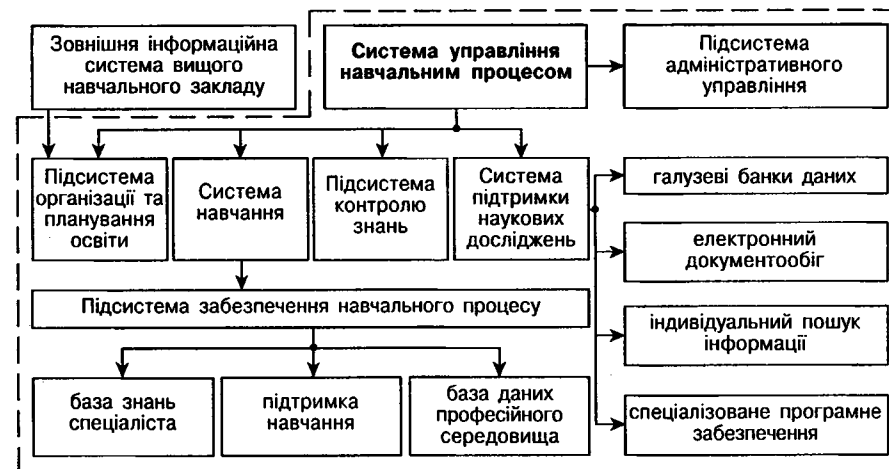 Зовнішня інформаційна
система вищого
навчального закладу
Система управління
навчальним процесом
Підсистема
адміністративного
управління
Підсистема
організації та
планування
освіти
Система
навчання
Підсистема
контролю
знань
Система
підтримки
наукових
досліджень
галузеві банки даних
електронний
документообіг
індивідуальний пошук
інформації
спеціалізоване програмне
забезпечення
Підсистема забезпечення навчального процесу
база знань
спеціаліста
підтримка
навчання
база даних
професійного
середовища